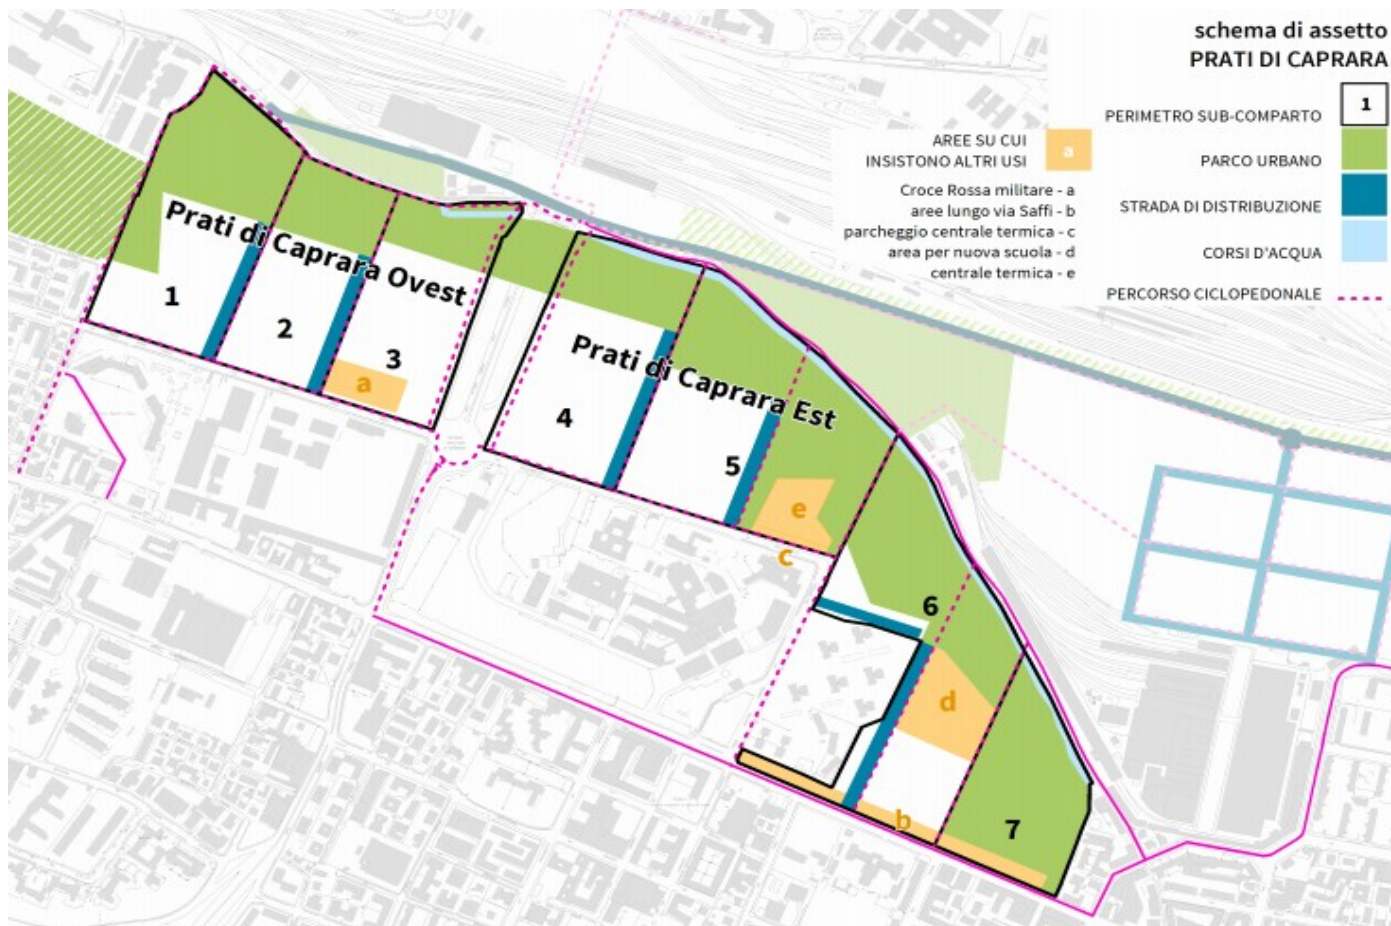 schema di assetto
PRATI DI CAPRARA
1
PERIMETRO SUB-COMPARTO
PARCO URBANO
STRADA DI DISTRIBUZIONE
CORSI D'ACQUA
PERCORSO CICLOPEDONALE
AREE SU CUI
INSISTONO ALTRI USI
a
Croce Rossa militare - a
aree lungo via Saffi - b
parcheggio centrale termica - c
area per nuova scuola - d
centrale termica - e
Prati di Caprara Ovest
1
2
3
a
Prati di Caprara Est
4
5
e
c
6
d
b
7